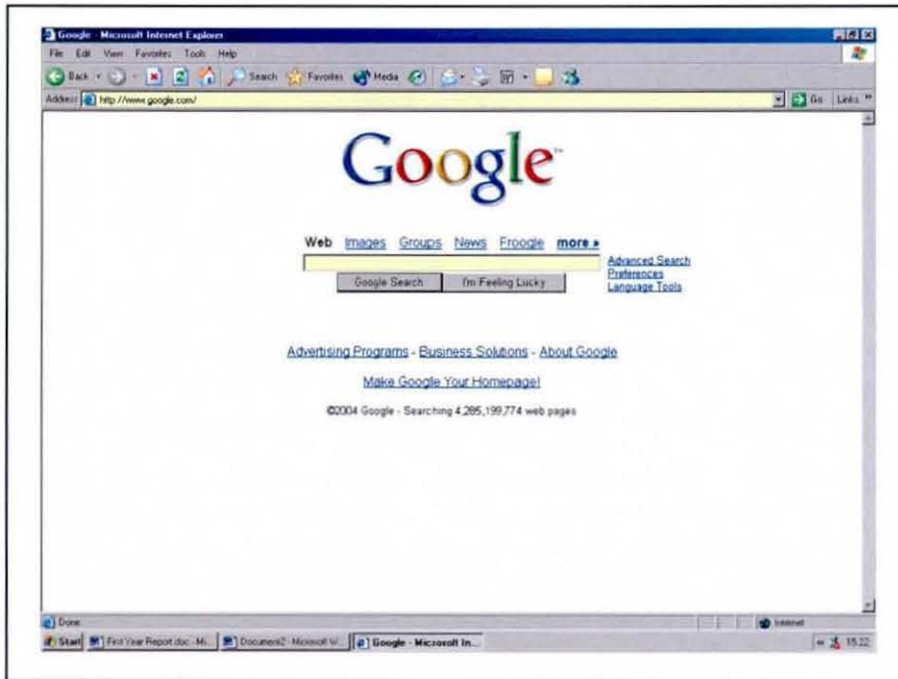 Google - Microsoft Internet Explorer
File Edit View Favorites Tools Help
Back Search Favorites Media
Address http://www.google.com/ Go Links »
Google™
Web Images Groups News Froogle more »
Advanced Search
Preferences
Google Search I'm Feeling Lucky Language Tools
Advertising Programs - Business Solutions - About Google
Make Google Your Homepage!
©2004 Google - Searching 4,285,199,774 web pages
Done Internet
Start First Year Report.doc - Mi... Document2 - Microsoft W... Google - Microsoft In... « 15:22